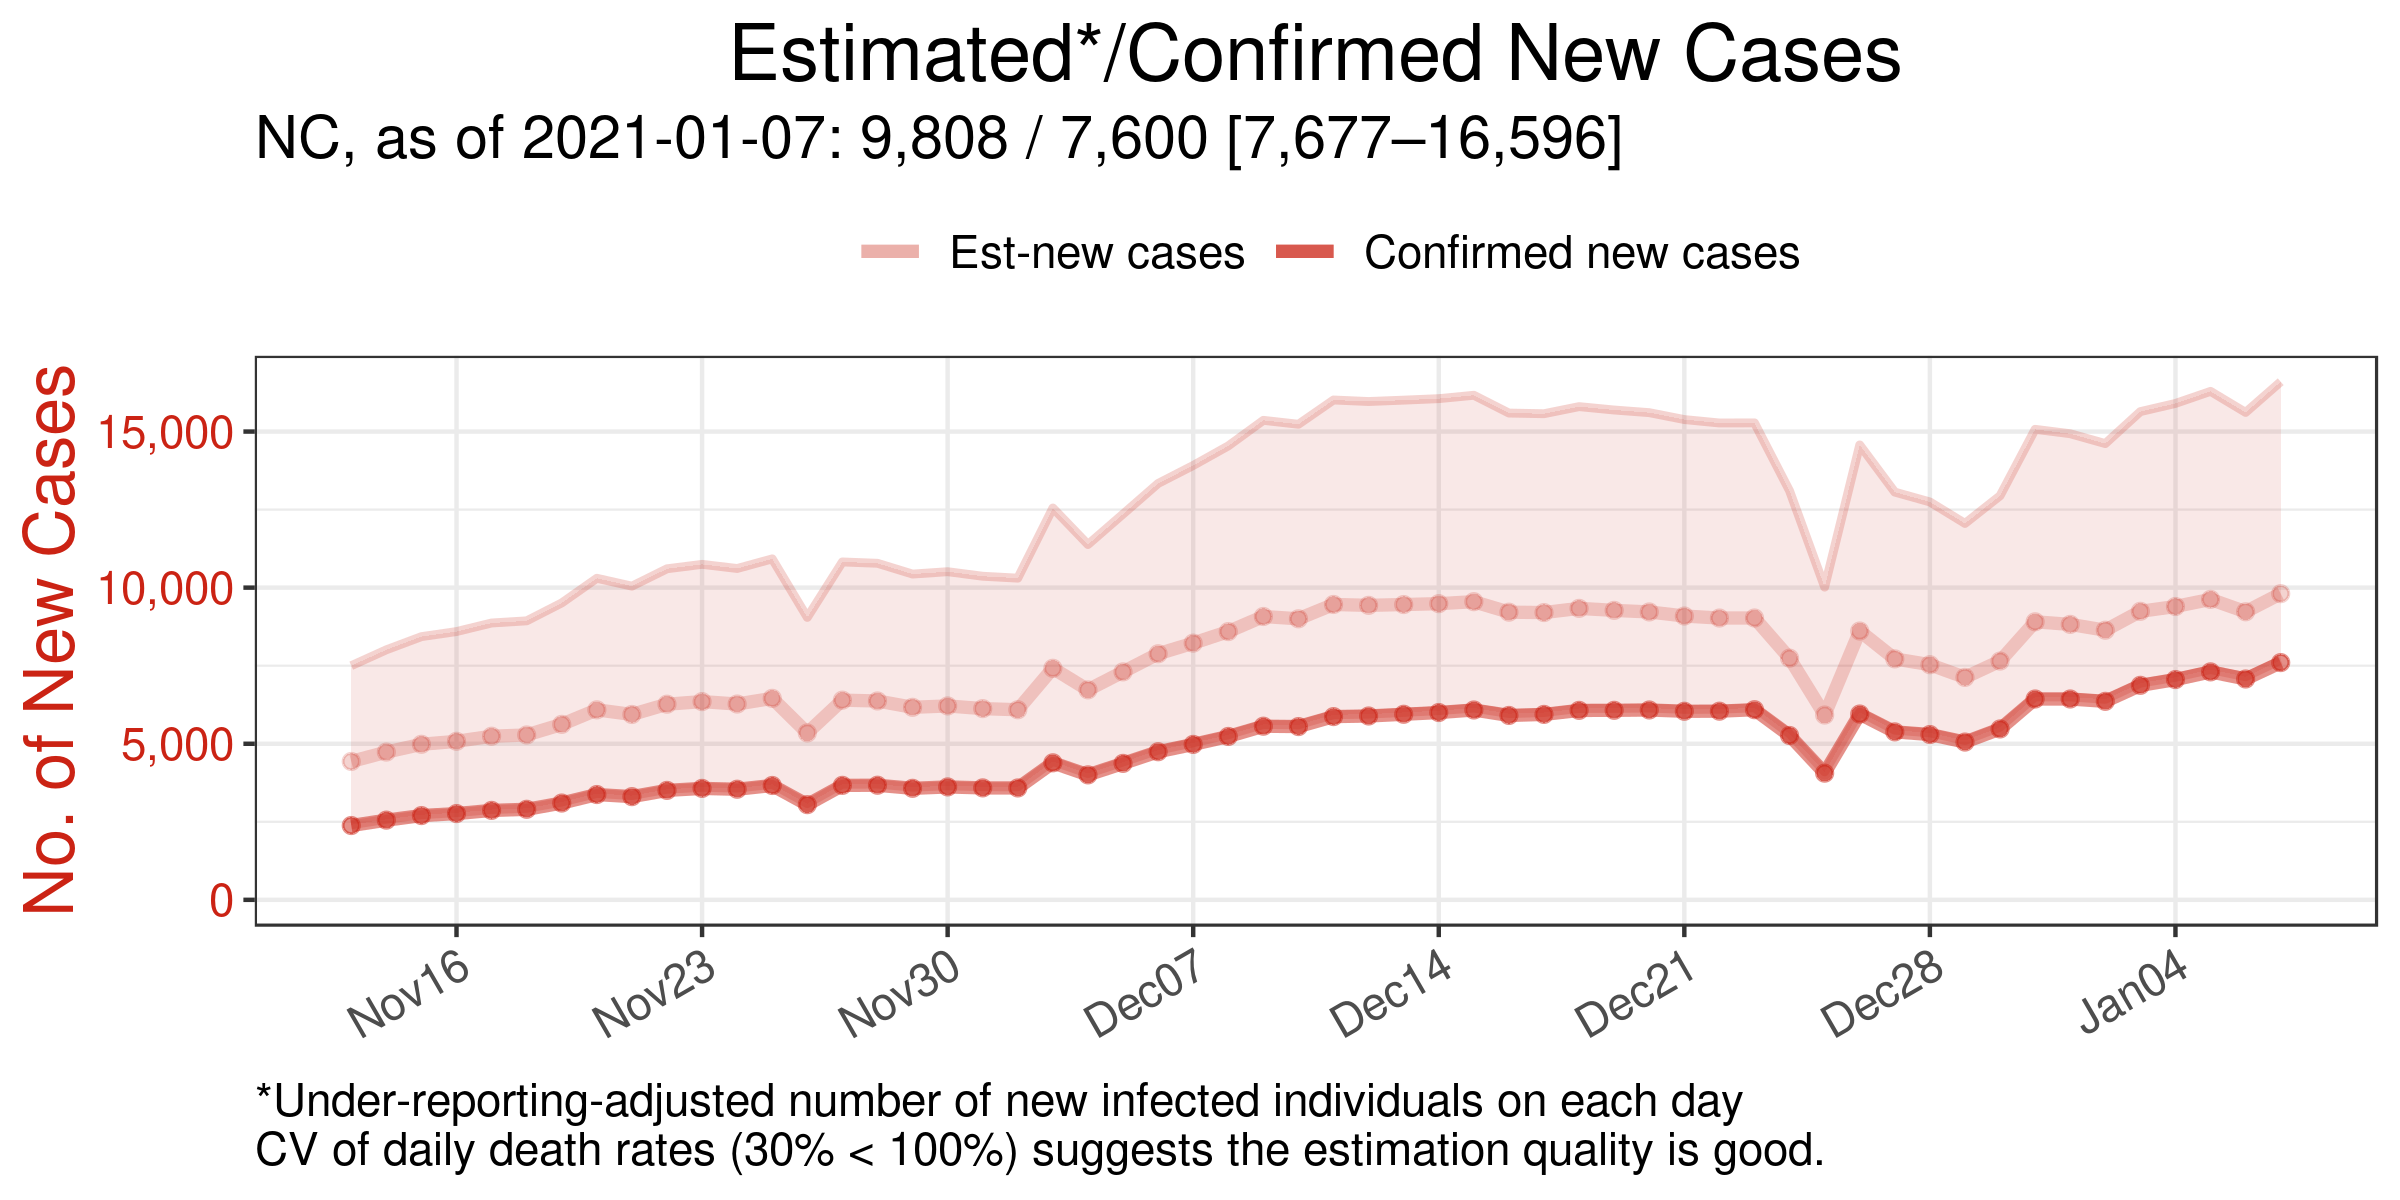 Estimated*/Confirmed New Cases
NC, as of 2021-01-07: 9,808 / 7,600 [7,677–16,596]
Est-new cases
Confirmed new cases
No. of New Cases
15,000
10,000
5,000
0
Nov16
Nov23
Nov30
Dec07
Dec14
Dec21
Dec28
Jan04
*Under-reporting-adjusted number of new infected individuals on each day
CV of daily death rates (30% < 100%) suggests the estimation quality is good.